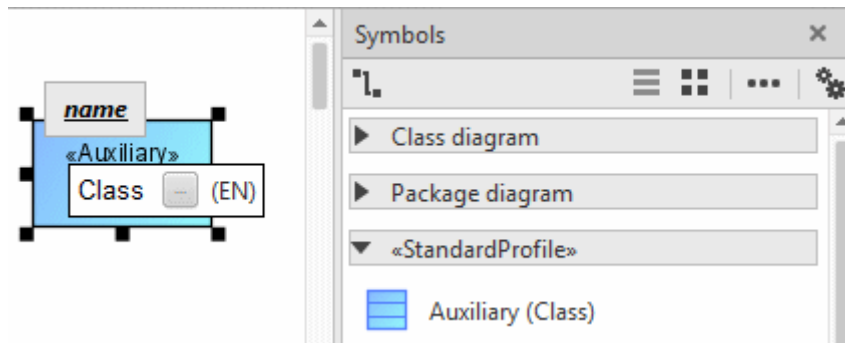 name
«Auxiliary»
Class ... (EN)
Symbols
Class diagram
Package diagram
«StandardProfile»
Auxiliary (Class)